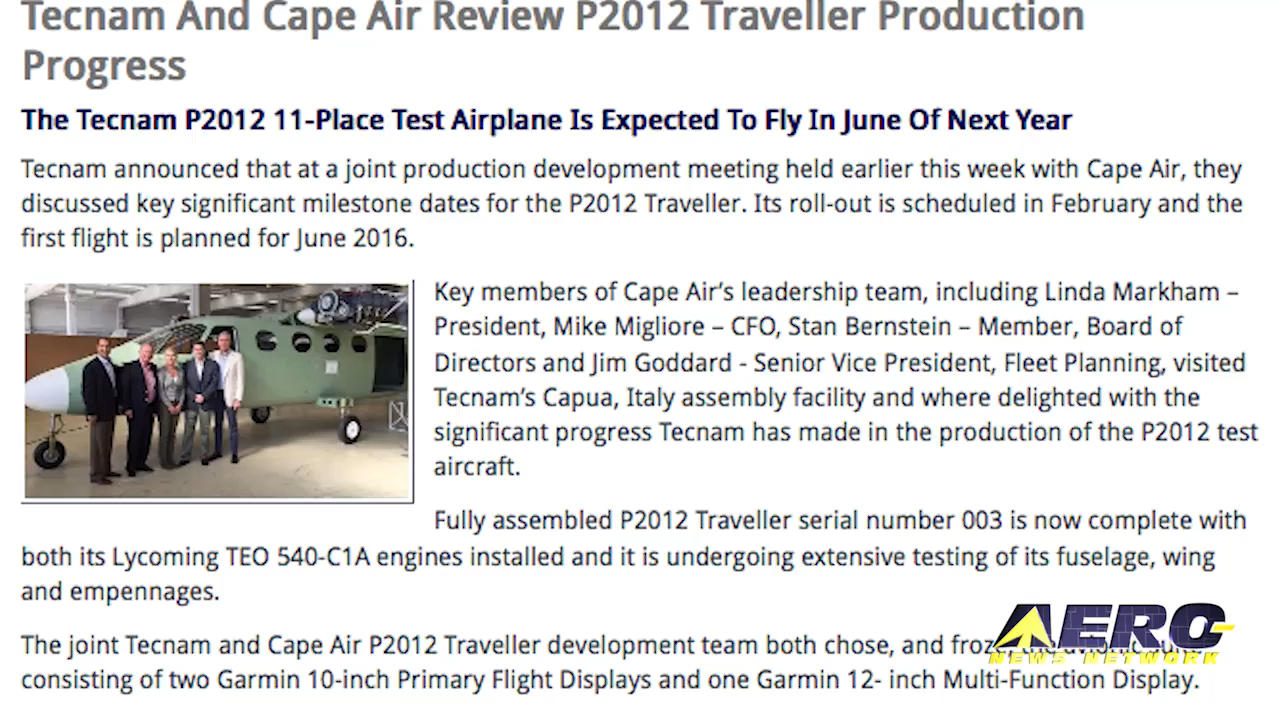 Tecnam And Cape Air Review P2012 Traveller Production
Progress
The Tecnam P2012 11-Place Test Airplane Is Expected To Fly In June Of Next Year
Tecnam announced that at a joint production development meeting held earlier this week with Cape Air, they
discussed key significant milestone dates for the P2012 Traveller. Its roll-out is scheduled in February and the
first flight is planned for June 2016.
Key members of Cape Air's leadership team, including Linda Markham –
President, Mike Migliore – CFO, Stan Bernstein – Member, Board of
Directors and Jim Goddard - Senior Vice President, Fleet Planning, visited
Tecnam's Capua, Italy assembly facility and where delighted with the
significant progress Tecnam has made in the production of the P2012 test
aircraft.
Fully assembled P2012 Traveller serial number 003 is now complete with
both its Lycoming TEO 540-C1A engines installed and it is undergoing extensive testing of its fuselage, wing
and empennages.
The joint Tecnam and Cape Air P2012 Traveller development team both chose, and froze, the
consisting of two Garmin 10-inch Primary Flight Displays and one Garmin 12- inch Multi-Function Display.
AERO
NEWS NETWORK